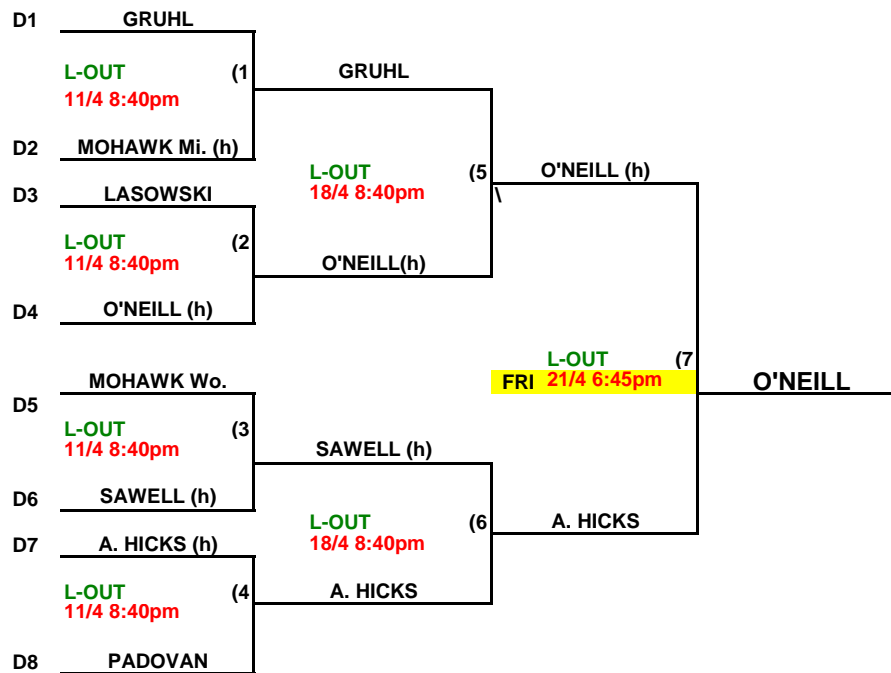 D1 GRUHL
L-OUT (1 GRUHL
11/4 8:40pm
D2 MOHAWK Mi. (h)
L-OUT (5 O'NEILL (h)
D3 LASOWSKI 18/4 8:40pm \
L-OUT (2
11/4 8:40pm O'NEILL(h)
D4 O'NEILL (h)
L-OUT (7
MOHAWK Wo. FRI 21/4 6:45pm O'NEILL
D5
L-OUT (3
11/4 8:40pm SAWELL (h)
D6 SAWELL (h)
L-OUT (6 A. HICKS
D7 A. HICKS (h) 18/4 8:40pm
L-OUT (4 A. HICKS
11/4 8:40pm
D8 PADOVAN